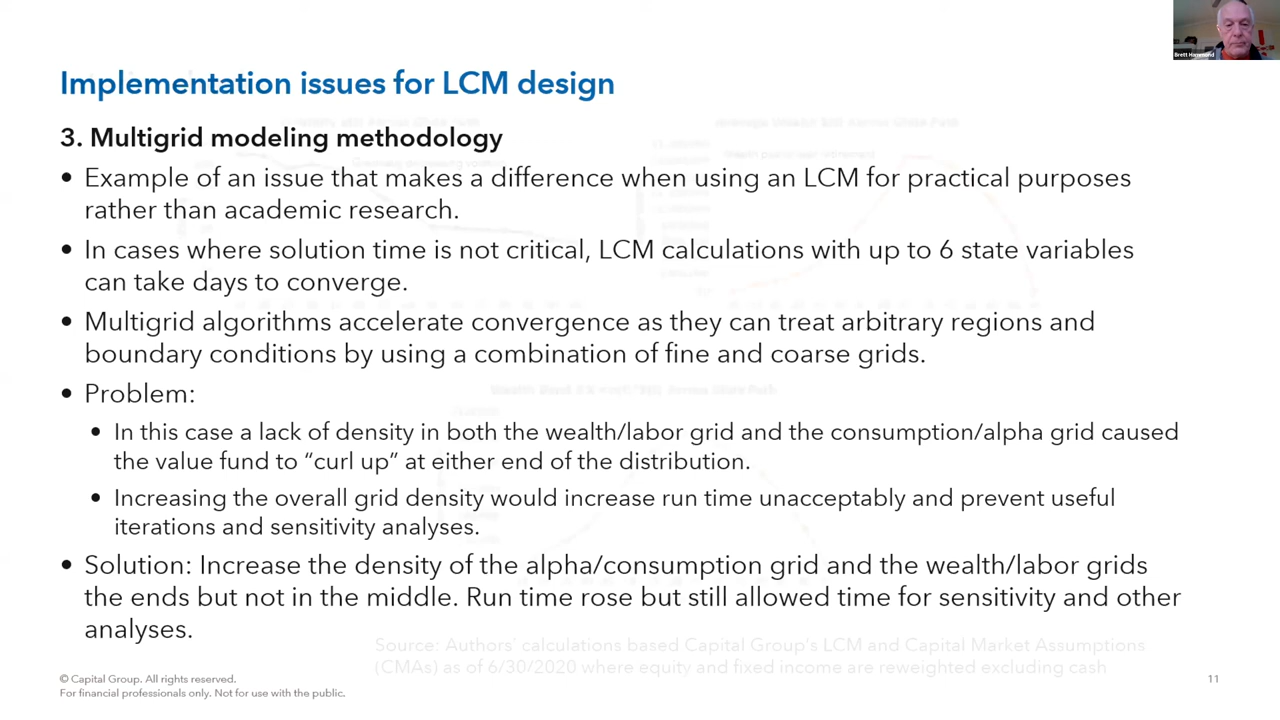 Brett Hammond
Implementation issues for LCM design
3. Multigrid modeling methodology
• Example of an issue that makes a difference when using an LCM for practical purposes
rather than academic research.
• In cases where solution time is not critical, LCM calculations with up to 6 state variables
can take days to converge.
• Multigrid algorithms accelerate convergence as they can treat arbitrary regions and
boundary conditions by using a combination of fine and coarse grids.
• Problem:
• In this case a lack of density in both the wealth/labor grid and the consumption/alpha grid caused
the value fund to “curl up” at either end of the distribution.
• Increasing the overall grid density would increase run time unacceptably and prevent useful
iterations and sensitivity analyses.
• Solution: Increase the density of the alpha/consumption grid and the wealth/labor grids
the ends but not in the middle. Run time rose but still allowed time for sensitivity and other
analyses.
Source: Authors' calculations based Capital Group's LCM and Capital Market Assumptions
(CMAs) as of 6/30/2020 where equity and fixed income are reweighted excluding cash
© Capital Group. All rights reserved.
For financial professionals only. Not for use with the public.
11